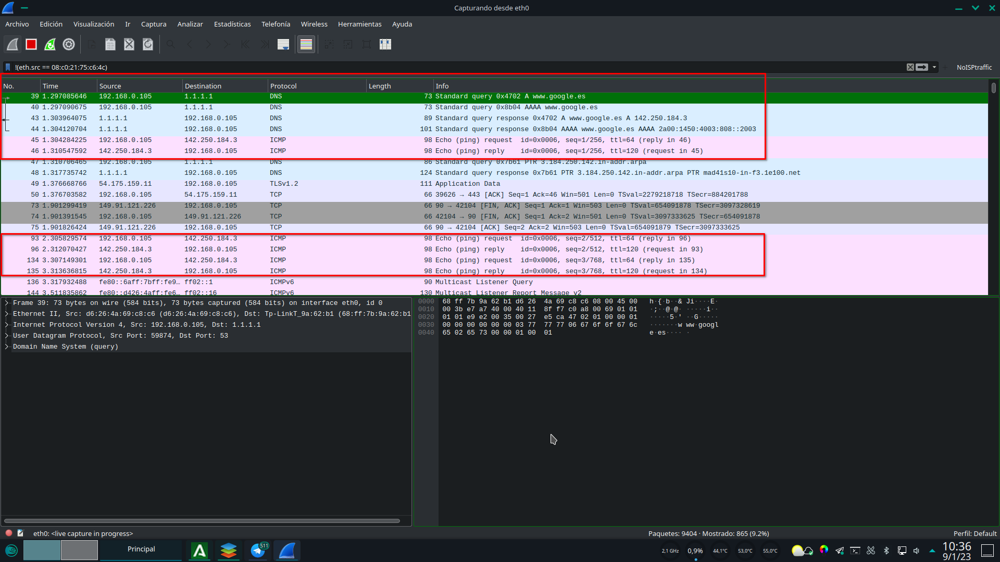 Capturando desde eth0
Archivo Edición Visualización Ir Captura Analizar Estadísticas Telefonía Wireless Herramientas Ayuda
!(eth.src == 08:c0:21:75:c6:4c) NoISPtraffic
No. Time Source Destination Protocol Length Info
39 1.297085646 192.168.0.105 1.1.1.1 DNS 73 Standard query 0x4702 A www.google.es
40 1.297090675 192.168.0.105 1.1.1.1 DNS 73 Standard query 0x8b04 AAAA www.google.es
43 1.303964075 1.1.1.1 192.168.0.105 DNS 89 Standard query response 0x4702 A www.google.es A 142.250.184.3
44 1.304120704 1.1.1.1 192.168.0.105 DNS 101 Standard query response 0x8b04 AAAA www.google.es AAAA 2a00:1450:4003:808::2003
45 1.304284225 192.168.0.105 142.250.184.3 ICMP 98 Echo (ping) request id=0x0006, seq=1/256, ttl=64 (reply in 46)
46 1.310547592 142.250.184.3 192.168.0.105 ICMP 98 Echo (ping) reply id=0x0006, seq=1/256, ttl=120 (request in 45)
47 1.310706465 192.168.0.105 1.1.1.1 DNS 86 Standard query 0x7b61 PTR 3.184.250.142.in-addr.arpa
48 1.317735742 1.1.1.1 192.168.0.105 DNS 124 Standard query response 0x7b61 PTR 3.184.250.142.in-addr.arpa PTR mad41s10-in-f3.1e100.net
49 1.376668766 54.175.159.11 192.168.0.105 TLSv1.2 111 Application Data
50 1.376703582 192.168.0.105 54.175.159.11 TCP 66 39626 → 443 [ACK] Seq=1 Ack=46 Win=501 Len=0 TSval=2279218718 TSecr=884201788
73 1.901299419 149.91.121.226 192.168.0.105 TCP 66 90 → 42104 [FIN, ACK] Seq=1 Ack=1 Win=503 Len=0 TSval=654091878 TSecr=3097328619
74 1.901391545 192.168.0.105 149.91.121.226 TCP 66 42104 → 90 [FIN, ACK] Seq=1 Ack=2 Win=501 Len=0 TSval=3097333625 TSecr=654091878
75 1.901826424 149.91.121.226 192.168.0.105 TCP 66 90 → 42104 [ACK] Seq=2 Ack=2 Win=503 Len=0 TSval=654091879 TSecr=3097333625
93 2.305829574 192.168.0.105 142.250.184.3 ICMP 98 Echo (ping) request id=0x0006, seq=2/512, ttl=64 (reply in 96)
96 2.312070427 142.250.184.3 192.168.0.105 ICMP 98 Echo (ping) reply id=0x0006, seq=2/512, ttl=120 (request in 93)
134 3.307149301 192.168.0.105 142.250.184.3 ICMP 98 Echo (ping) request id=0x0006, seq=3/768, ttl=64 (reply in 135)
135 3.313636815 142.250.184.3 192.168.0.105 ICMP 98 Echo (ping) reply id=0x0006, seq=3/768, ttl=120 (request in 134)
136 3.317932488 fe80::6aff:7bff:fe9… ff02::1 ICMPv6 90 Multicast Listener Query
144 3.511835862 fe80::d426:4aff:fe6… ff02::16 ICMPv6 130 Multicast Listener Report Message v2
Frame 39: 73 bytes on wire (584 bits), 73 bytes captured (584 bits) on interface eth0, id 0
Ethernet II, Src: d6:26:4a:69:c8:c6 (d6:26:4a:69:c8:c6), Dst: Tp-LinkT_9a:62:b1 (68:ff:7b:9a:62:b1
Internet Protocol Version 4, Src: 192.168.0.105, Dst: 1.1.1.1
User Datagram Protocol, Src Port: 59874, Dst Port: 53
Domain Name System (query)
0000 68 ff 7b 9a 62 b1 d6 26 4a 69 c8 c6 08 00 45 00 h·{·b··& Ji····E·
0010 00 3b e7 a7 40 00 40 11 8f f7 c0 a8 00 69 01 01 ·;··@·@· ·····i··
0020 01 01 e9 e2 00 35 00 27 e5 ca 47 02 01 00 00 01 ·····5·' ··G·····
0030 00 00 00 00 00 00 03 77 77 77 06 67 6f 6f 67 6c ·······w ww·googl
0040 65 02 65 73 00 00 01 00 01 e·es···· ·
eth0: <live capture in progress> Paquetes: 9404 · Mostrado: 865 (9.2%) Perfil: Default
Principal 511 2,1 GHz 0,9% 44,1°C 53,0°C 55,0°C 10:36
9/1/23